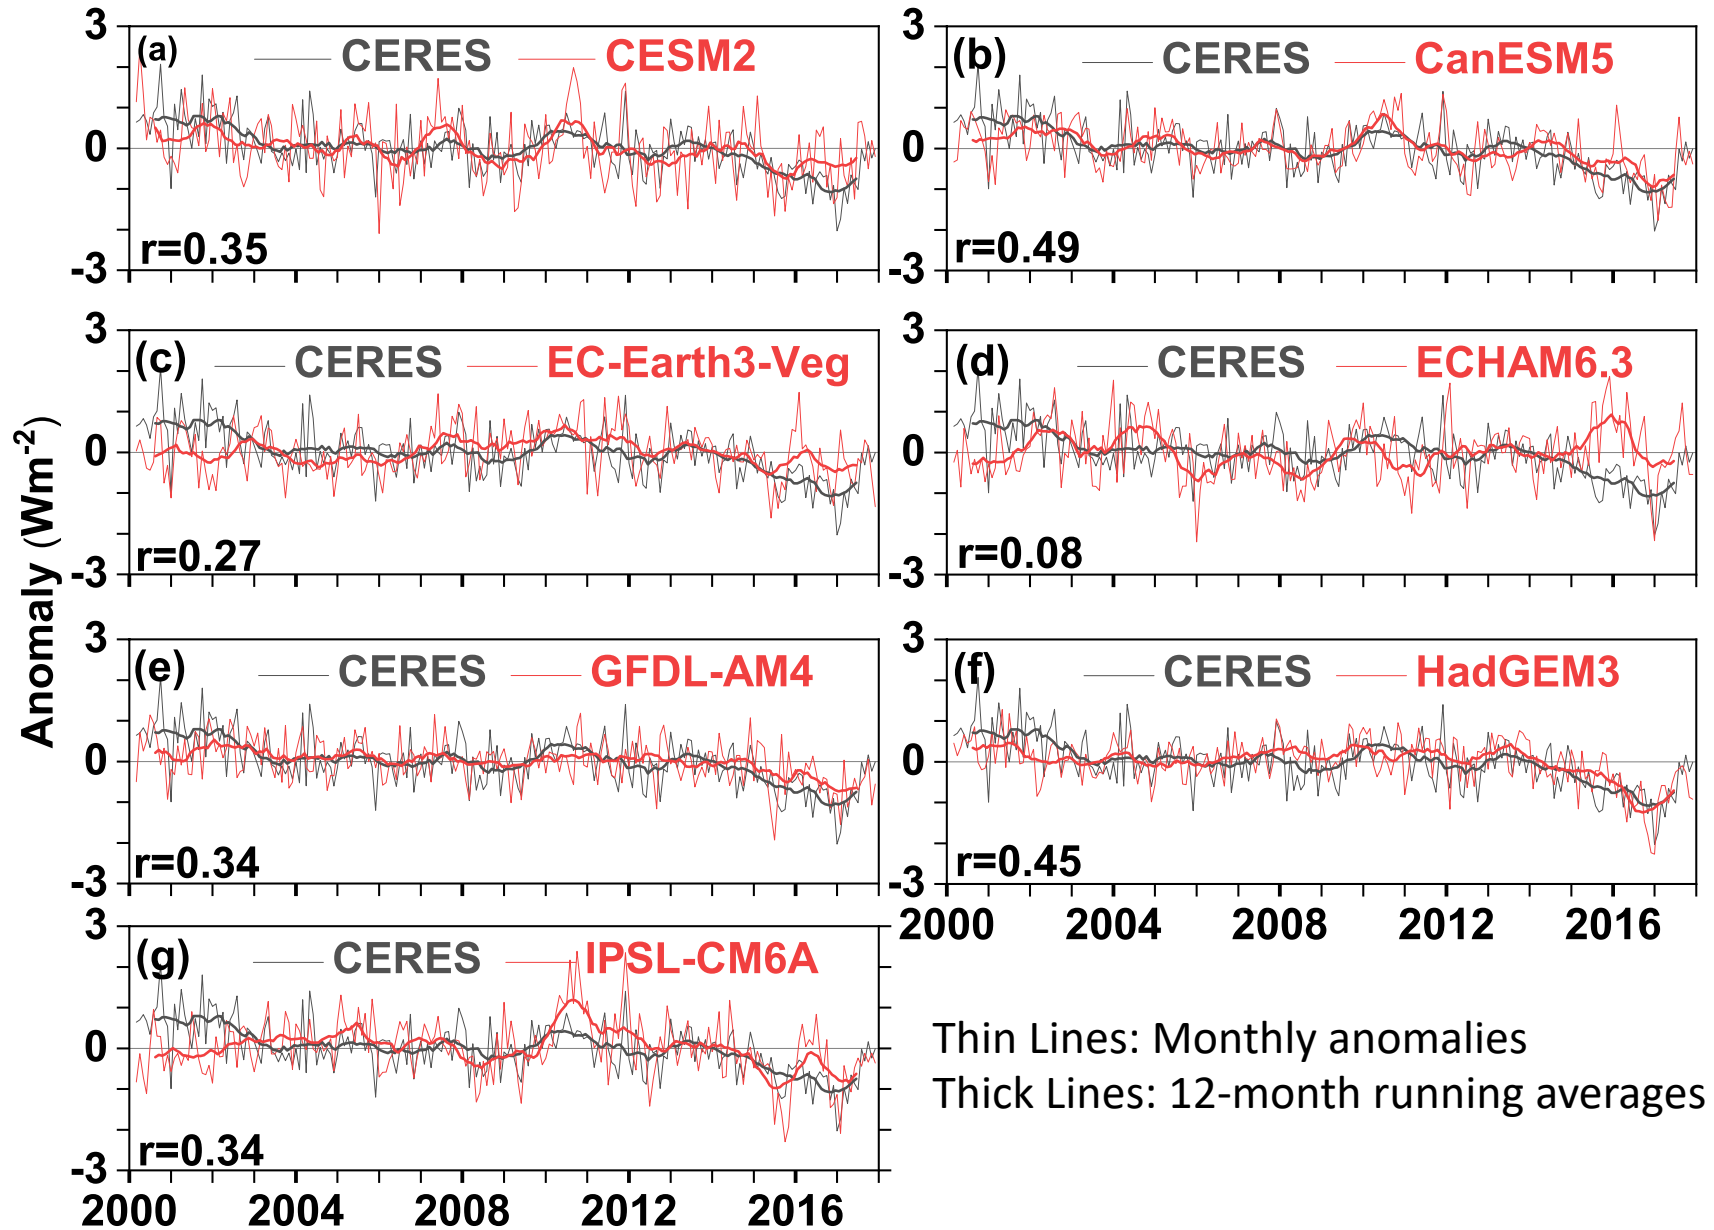 3
(a) CERES CESM2
0
r=0.35
-3
3
(b) CERES CanESM5
0
r=0.49
-3
3
(c) CERES EC-Earth3-Veg
0
r=0.27
-3
3
(d) CERES ECHAM6.3
0
r=0.08
-3
Anomaly (Wm-2)
3
(e) CERES GFDL-AM4
0
r=0.34
-3
3
(f) CERES HadGEM3
0
r=0.45
-3
2000 2004 2008 2012 2016
3
(g) CERES IPSL-CM6A
0
r=0.34
-3
2000 2004 2008 2012 2016
Thin Lines: Monthly anomalies
Thick Lines: 12-month running averages